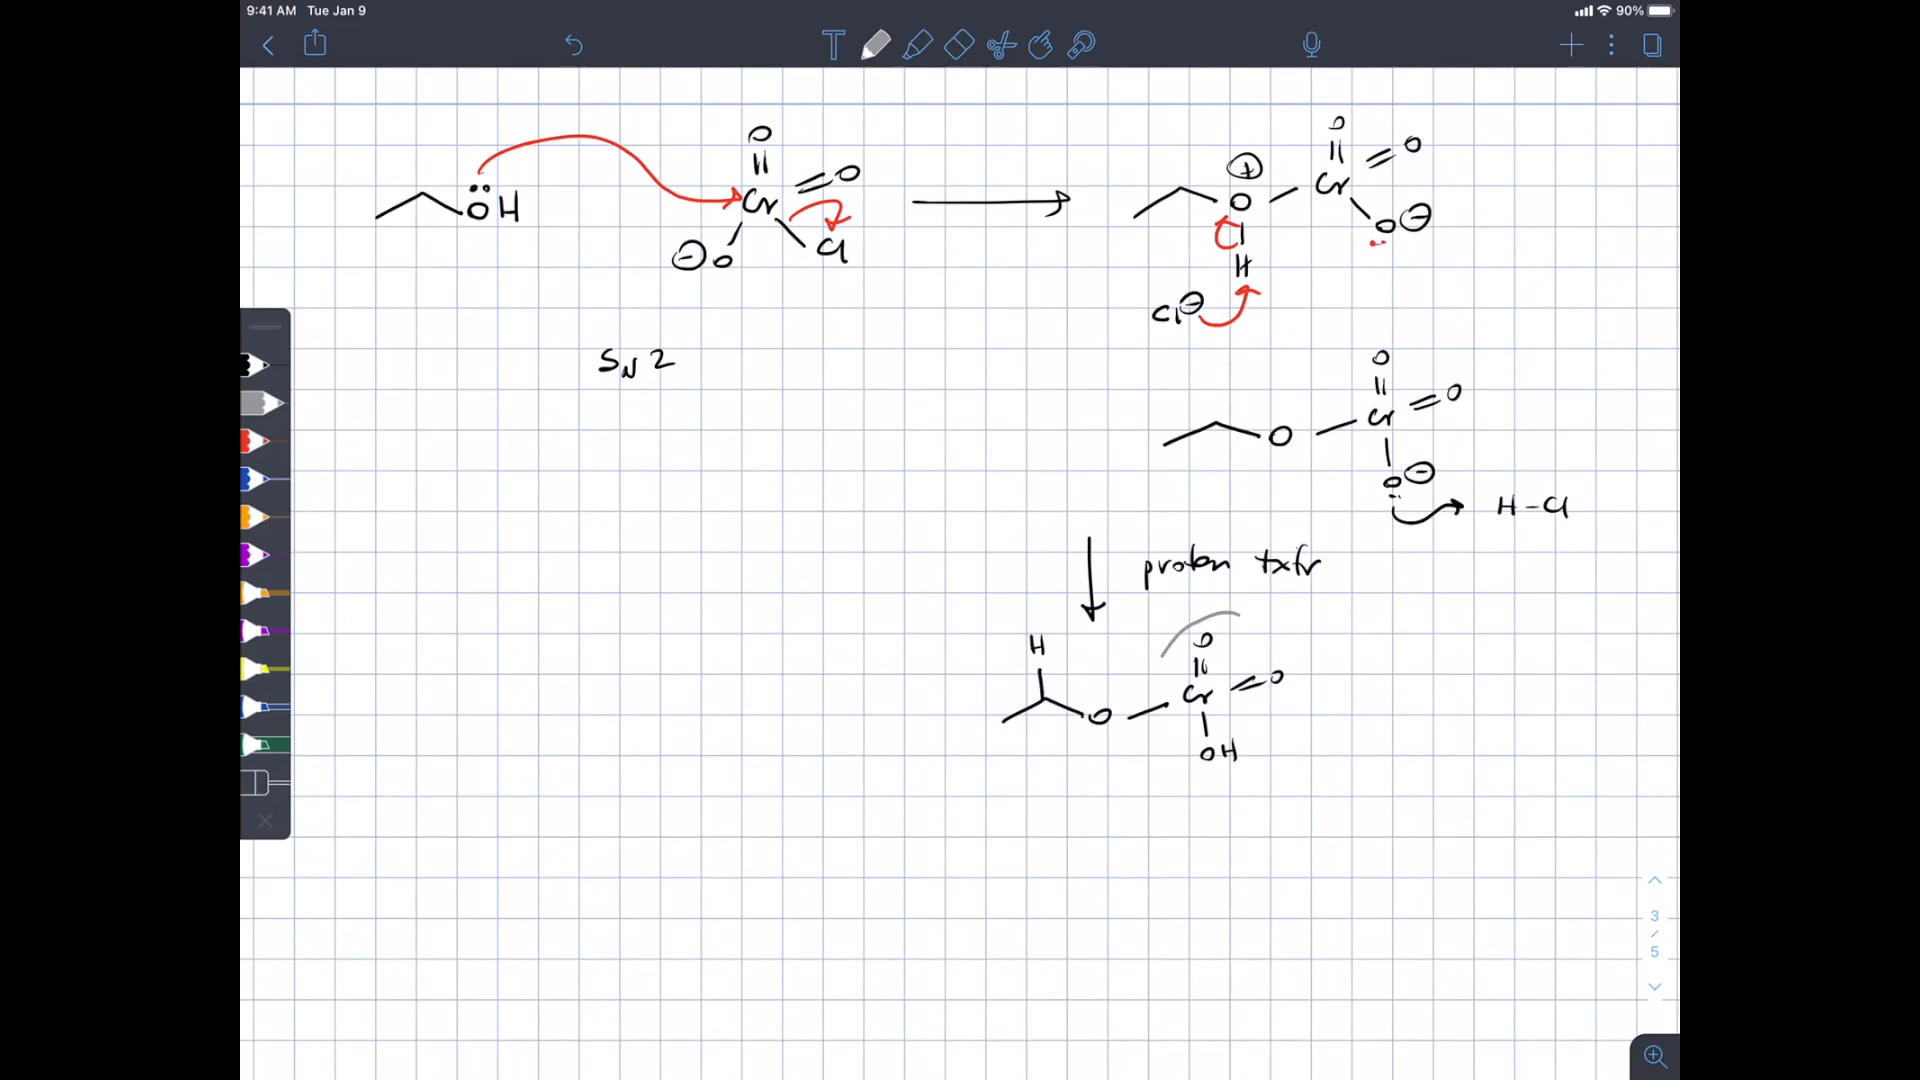 9:41 AM Tue Jan 9
90%
T
O
O
Cr
OH
⊖O
Cl
O
⊕
O
Cr
O
O⊖
H
Cl⊖
SN2
O
O
Cr
O
O⊖
H-Cl
proton txfr
H
O
O
Cr
O
OH
3
/
5